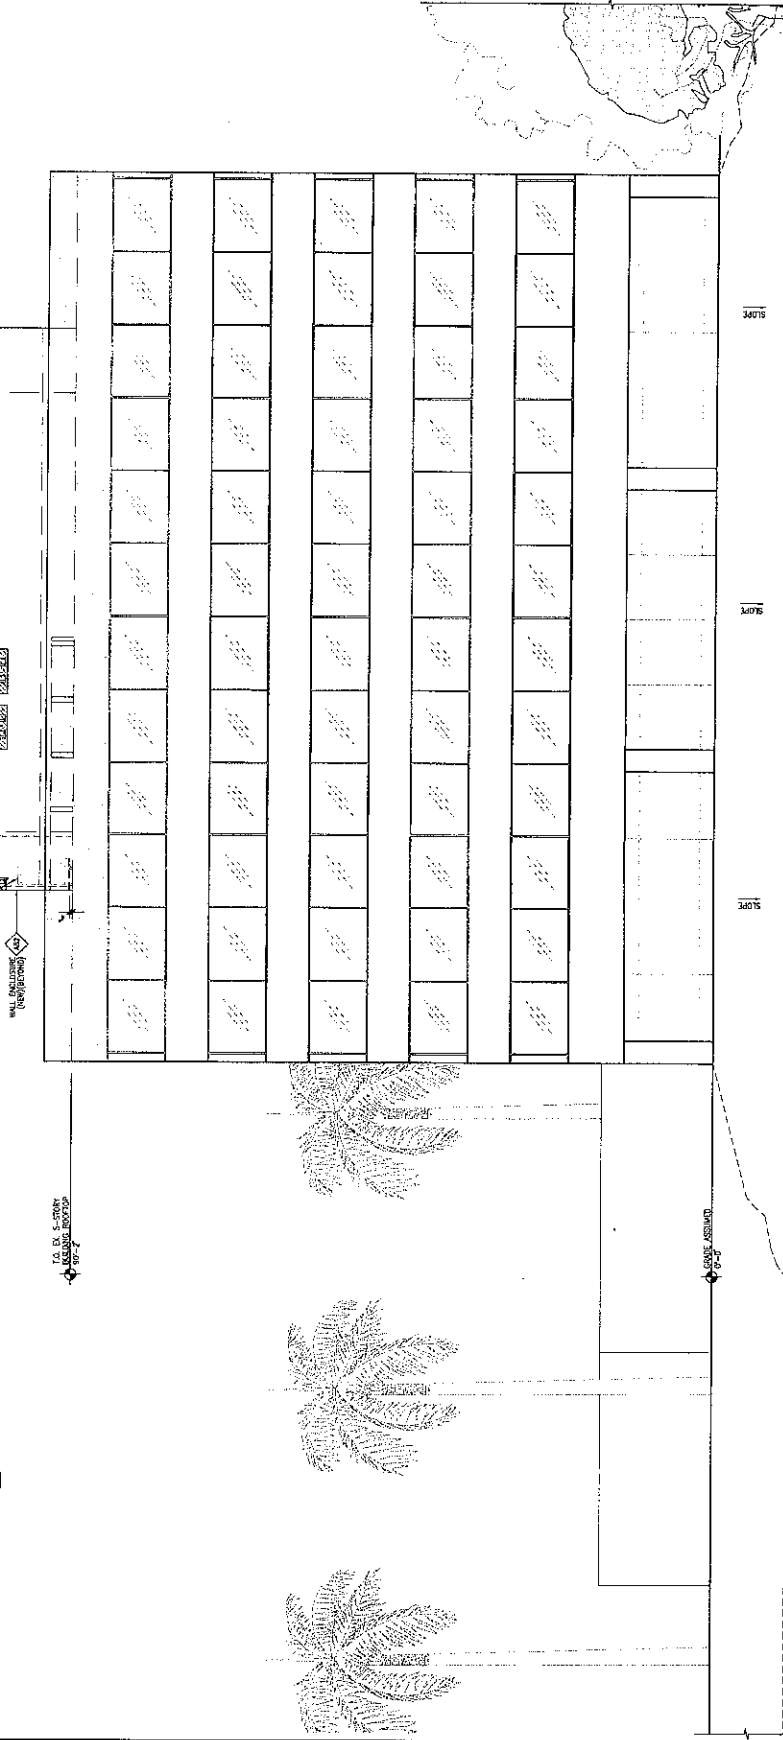 WALL ENCLOSURE
(NEW)(BEYOND)
T.O. EX. 5-STORY
BUILDING ROOFTOP
90'-2"
GRADE ASSUMED
0'-0"
SLOPE
SLOPE
SLOPE